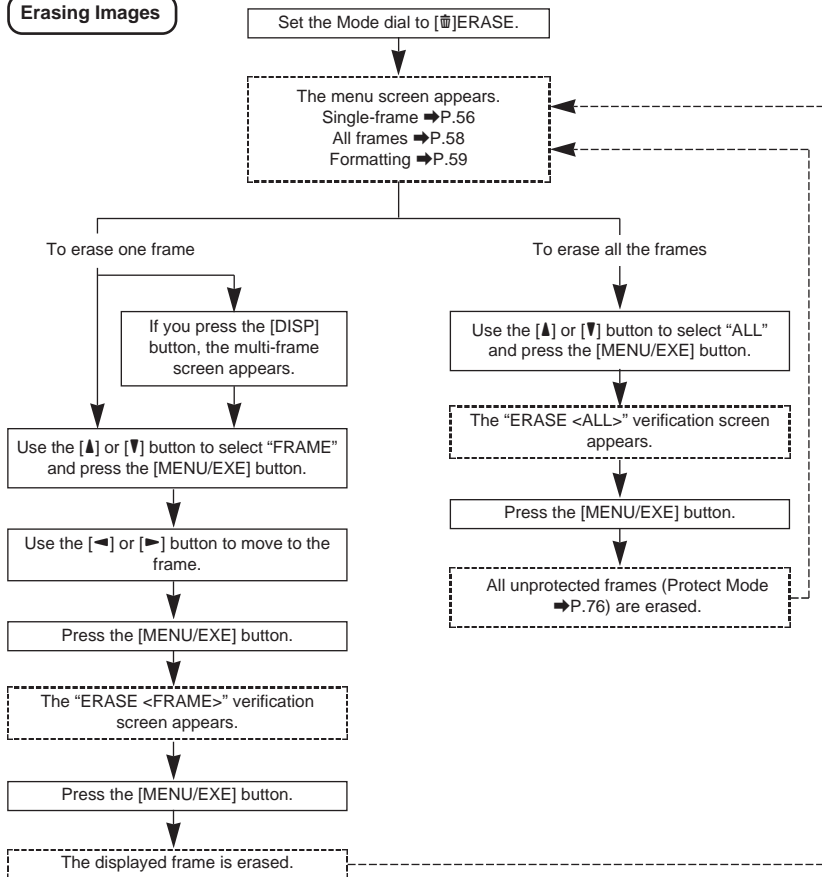 Erasing Images
Set the Mode dial to [🗑]ERASE.
The menu screen appears.
Single-frame ➡P.56
All frames ➡P.58
Formatting ➡P.59
To erase one frame
If you press the [DISP]
button, the multi-frame
screen appears.
Use the [▲] or [▼] button to select “FRAME”
and press the [MENU/EXE] button.
Use the [◄] or [►] button to move to the
frame.
Press the [MENU/EXE] button.
The “ERASE <FRAME>” verification
screen appears.
Press the [MENU/EXE] button.
The displayed frame is erased.
To erase all the frames
Use the [▲] or [▼] button to select “ALL”
and press the [MENU/EXE] button.
The “ERASE <ALL>” verification screen
appears.
Press the [MENU/EXE] button.
All unprotected frames (Protect Mode
➡P.76) are erased.